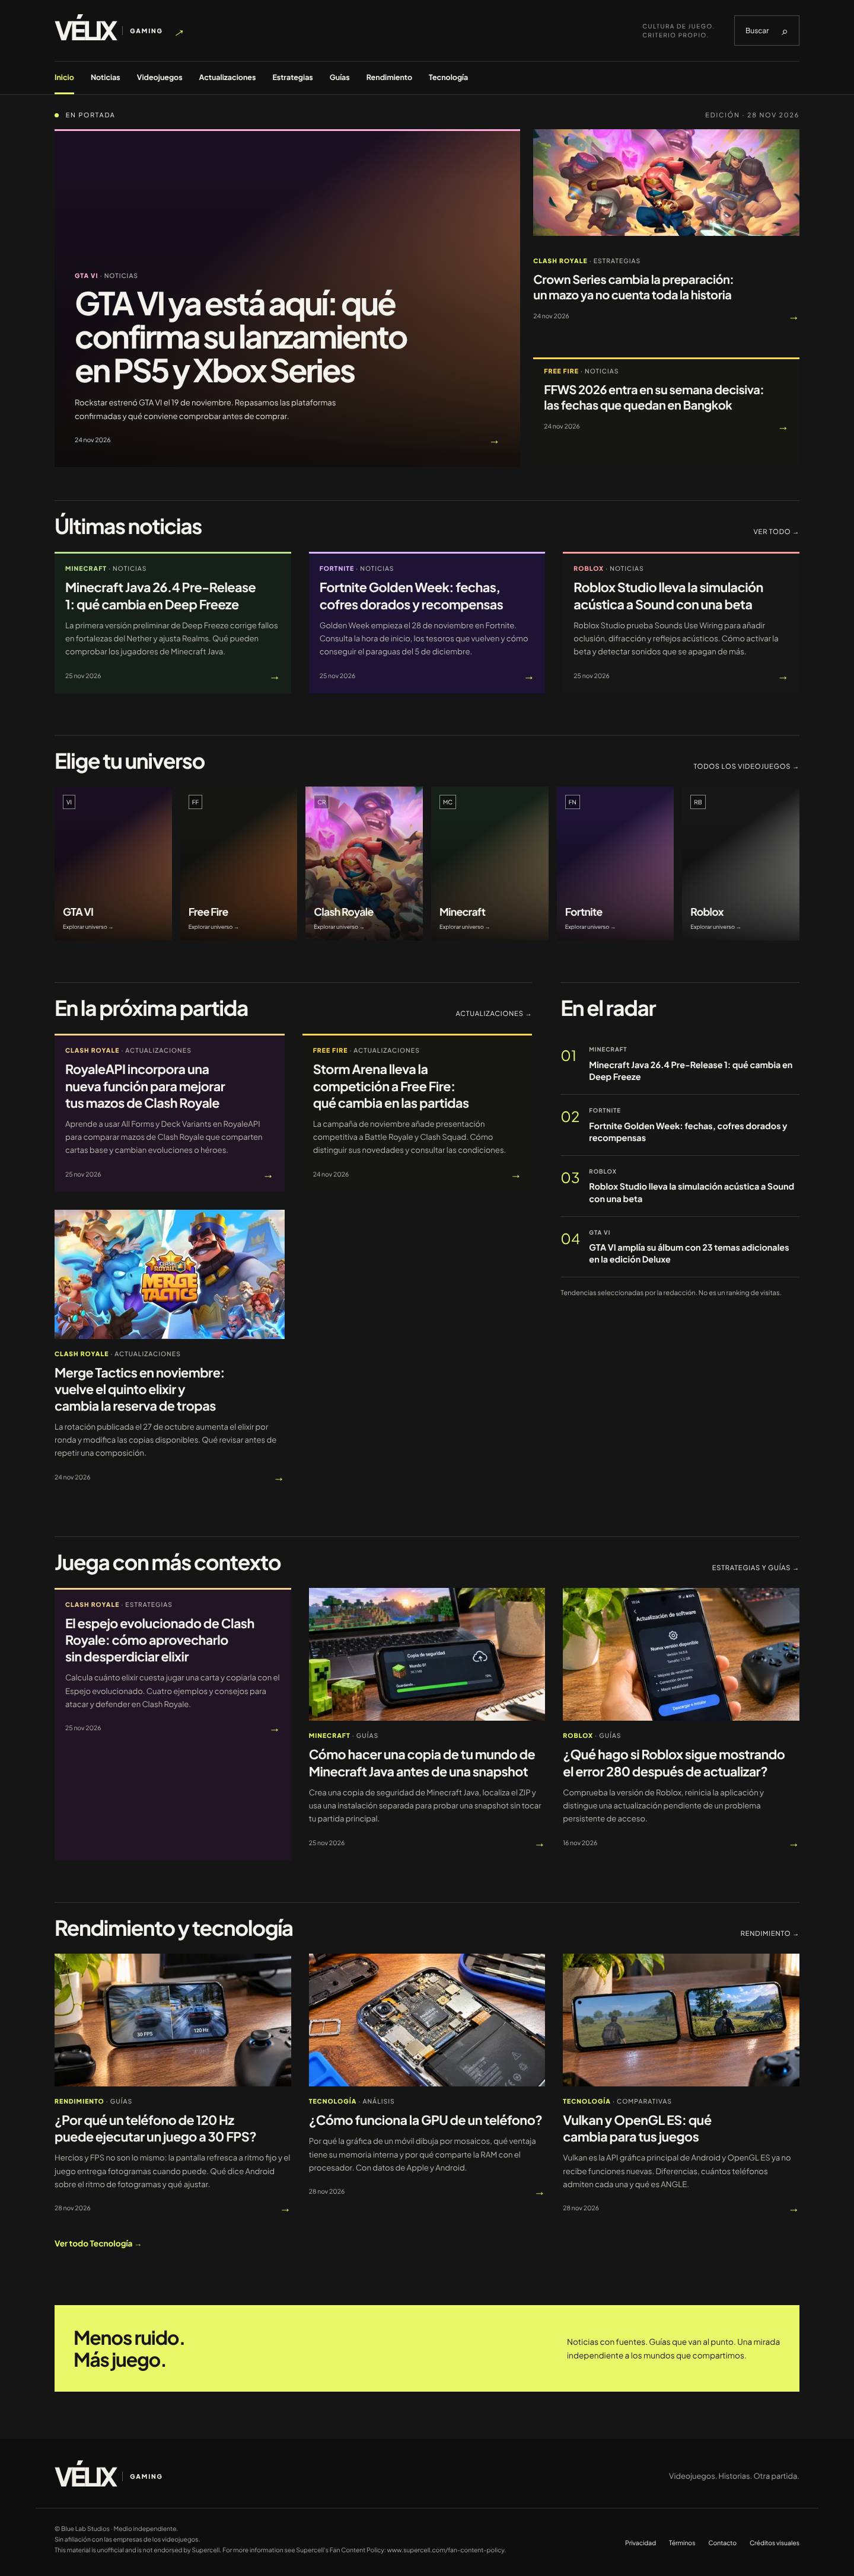 VÉLIX GAMING
CULTURA DE JUEGO.
CRITERIO PROPIO.
Buscar
Inicio Noticias Videojuegos Actualizaciones Estrategias Guías Rendimiento Tecnología
EN PORTADA
EDICIÓN · 28 NOV 2026
GTA VI · NOTICIAS
GTA VI ya está aquí: qué
confirma su lanzamiento
en PS5 y Xbox Series
Rockstar estrenó GTA VI el 19 de noviembre. Repasamos las plataformas
confirmadas y qué conviene comprobar antes de comprar.
24 nov 2026 →
CLASH ROYALE · ESTRATEGIAS
Crown Series cambia la preparación:
un mazo ya no cuenta toda la historia
24 nov 2026 →
FREE FIRE · NOTICIAS
FFWS 2026 entra en su semana decisiva:
las fechas que quedan en Bangkok
24 nov 2026 →
Últimas noticias
VER TODO →
MINECRAFT · NOTICIAS
Minecraft Java 26.4 Pre-Release
1: qué cambia en Deep Freeze
La primera versión preliminar de Deep Freeze corrige fallos
en fortalezas del Nether y ajusta Realms. Qué pueden
comprobar los jugadores de Minecraft Java.
25 nov 2026 →
FORTNITE · NOTICIAS
Fortnite Golden Week: fechas,
cofres dorados y recompensas
Golden Week empieza el 28 de noviembre en Fortnite.
Consulta la hora de inicio, los tesoros que vuelven y cómo
conseguir el paraguas del 5 de diciembre.
25 nov 2026 →
ROBLOX · NOTICIAS
Roblox Studio lleva la simulación
acústica a Sound con una beta
Roblox Studio prueba Sounds Use Wiring para añadir
oclusión, difracción y reflejos acústicos. Cómo activar la
beta y detectar sonidos que se apagan de más.
25 nov 2026 →
Elige tu universo
TODOS LOS VIDEOJUEGOS →
VI
GTA VI
Explorar universo →
FF
Free Fire
Explorar universo →
CR
Clash Royale
Explorar universo →
MC
Minecraft
Explorar universo →
FN
Fortnite
Explorar universo →
RB
Roblox
Explorar universo →
En la próxima partida
ACTUALIZACIONES →
CLASH ROYALE · ACTUALIZACIONES
RoyaleAPI incorpora una
nueva función para mejorar
tus mazos de Clash Royale
Aprende a usar All Forms y Deck Variants en RoyaleAPI
para comparar mazos de Clash Royale que comparten
cartas base y cambian evoluciones o héroes.
25 nov 2026 →
FREE FIRE · ACTUALIZACIONES
Storm Arena lleva la
competición a Free Fire:
qué cambia en las partidas
La campaña de noviembre añade presentación
competitiva a Battle Royale y Clash Squad. Cómo
distinguir sus novedades y consultar las condiciones.
24 nov 2026 →
CLASH ROYALE
MERGE TACTICS
CLASH ROYALE · ACTUALIZACIONES
Merge Tactics en noviembre:
vuelve el quinto elixir y
cambia la reserva de tropas
La rotación publicada el 27 de octubre aumenta el elixir por
ronda y modifica las copias disponibles. Qué revisar antes de
repetir una composición.
24 nov 2026 →
En el radar
01 MINECRAFT
Minecraft Java 26.4 Pre-Release 1: qué cambia en
Deep Freeze
02 FORTNITE
Fortnite Golden Week: fechas, cofres dorados y
recompensas
03 ROBLOX
Roblox Studio lleva la simulación acústica a Sound
con una beta
04 GTA VI
GTA VI amplía su álbum con 23 temas adicionales
en la edición Deluxe
Tendencias seleccionadas por la redacción. No es un ranking de visitas.
Juega con más contexto
ESTRATEGIAS Y GUÍAS →
CLASH ROYALE · ESTRATEGIAS
El espejo evolucionado de Clash
Royale: cómo aprovecharlo
sin desperdiciar elixir
Calcula cuánto elixir cuesta jugar una carta y copiarla con el
Espejo evolucionado. Cuatro ejemplos y consejos para
atacar y defender en Clash Royale.
25 nov 2026 →
Copia de seguridad
MINECRAFT · GUÍAS
Cómo hacer una copia de tu mundo de
Minecraft Java antes de una snapshot
Crea una copia de seguridad de Minecraft Java, localiza el ZIP y
usa una instalación separada para probar una snapshot sin tocar
tu partida principal.
25 nov 2026 →
Actualización de software
Nueva versión disponible
Descargar e instalar
ROBLOX · GUÍAS
¿Qué hago si Roblox sigue mostrando
el error 280 después de actualizar?
Comprueba la versión de Roblox, reinicia la aplicación y
distingue una actualización pendiente de un problema
persistente de acceso.
16 nov 2026 →
Rendimiento y tecnología
RENDIMIENTO →
30 FPS 120 Hz
RENDIMIENTO · GUÍAS
¿Por qué un teléfono de 120 Hz
puede ejecutar un juego a 30 FPS?
Hercios y FPS no son lo mismo: la pantalla refresca a ritmo fijo y el
juego entrega fotogramas cuando puede. Qué dice Android
sobre el ritmo de fotogramas y qué ajustar.
28 nov 2026 →
TECNOLOGÍA · ANÁLISIS
¿Cómo funciona la GPU de un teléfono?
Por qué la gráfica de un móvil dibuja por mosaicos, qué ventaja
tiene su memoria interna y por qué comparte la RAM con el
procesador. Con datos de Apple y Android.
28 nov 2026 →
TECNOLOGÍA · COMPARATIVAS
Vulkan y OpenGL ES: qué
cambia para tus juegos
Vulkan es la API gráfica principal de Android y OpenGL ES ya no
recibe funciones nuevas. Diferencias, cuántos teléfonos
admiten cada una y qué es ANGLE.
28 nov 2026 →
Ver todo Tecnología →
Menos ruido.
Más juego.
Noticias con fuentes. Guías que van al punto. Una mirada
independiente a los mundos que compartimos.
VÉLIX GAMING
Videojuegos. Historias. Otra partida.
© Blue Lab Studios · Medio independiente.
Sin afiliación con las empresas de los videojuegos.
This material is unofficial and is not endorsed by Supercell. For more information see Supercell's Fan Content Policy: www.supercell.com/fan-content-policy.
Privacidad Términos Contacto Créditos visuales